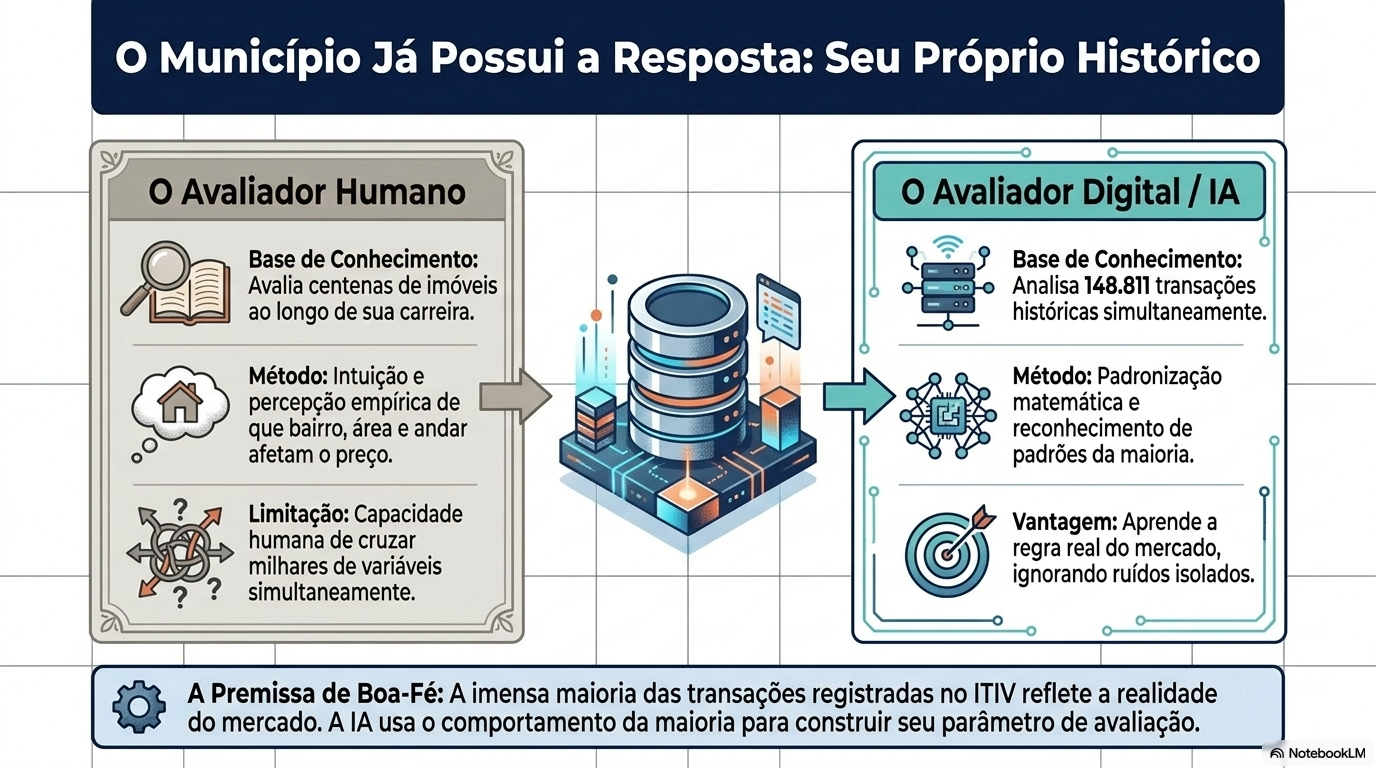 O Município Já Possui a Resposta: Seu Próprio Histórico
O Avaliador Humano
Base de Conhecimento:
Avalia centenas de imóveis
ao longo de sua carreira.
Método: Intuição e
percepção empírica de
que bairro, área e andar
afetam o preço.
?
?
?
Limitação: Capacidade
humana de cruzar
milhares de variáveis
simultaneamente.
O Avaliador Digital / IA
Base de Conhecimento:
Analisa 148.811 transações
históricas simultaneamente.
Método: Padronização
matemática e
reconhecimento de
padrões da maioria.
Vantagem: Aprende a
regra real do mercado,
ignorando ruídos isolados.
A Premissa de Boa-Fé: A imensa maioria das transações registradas no ITIV reflete a realidade
do mercado. A IA usa o comportamento da maioria para construir seu parâmetro de avaliação.
NotebookLM